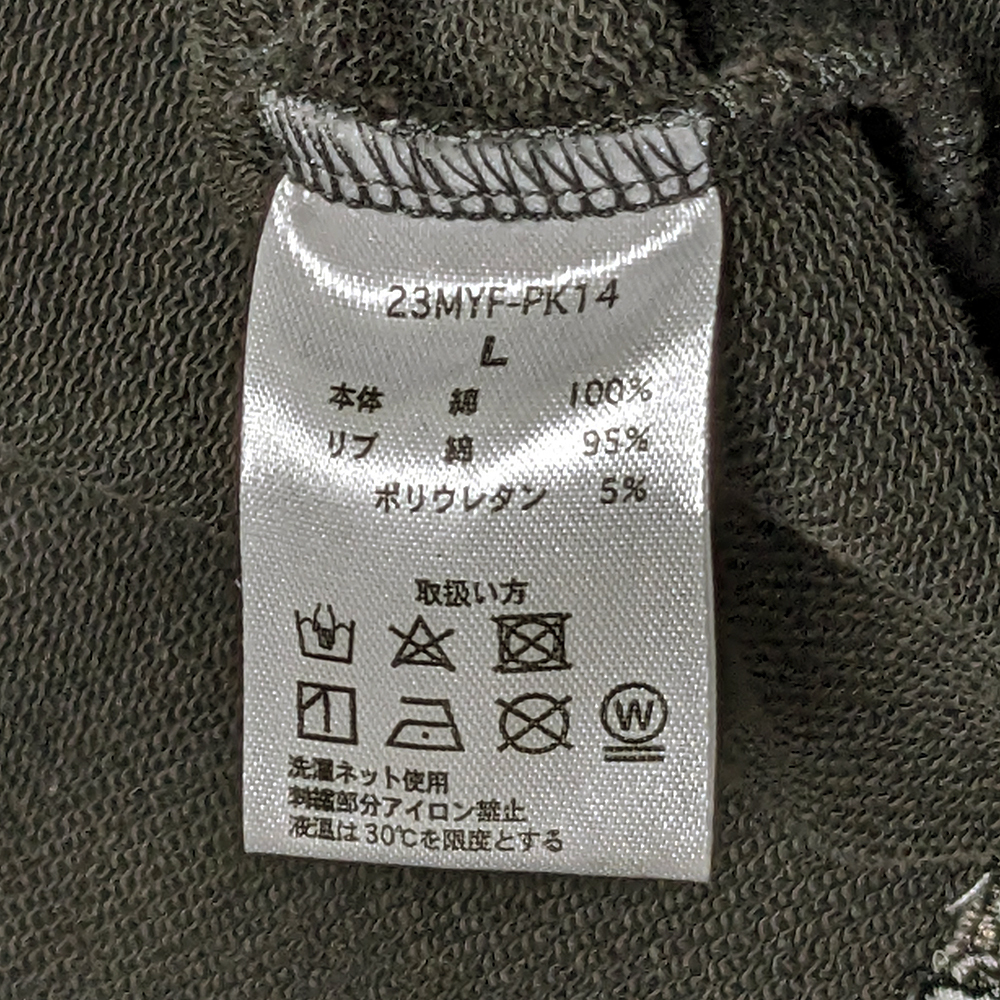 23MYF-PK14
L
本体 綿 100%
リブ 綿 95%
ポリウレタン 5%
取扱い方
W
洗濯ネット使用
刺繍部分アイロン禁止
液温は30℃を限度とする